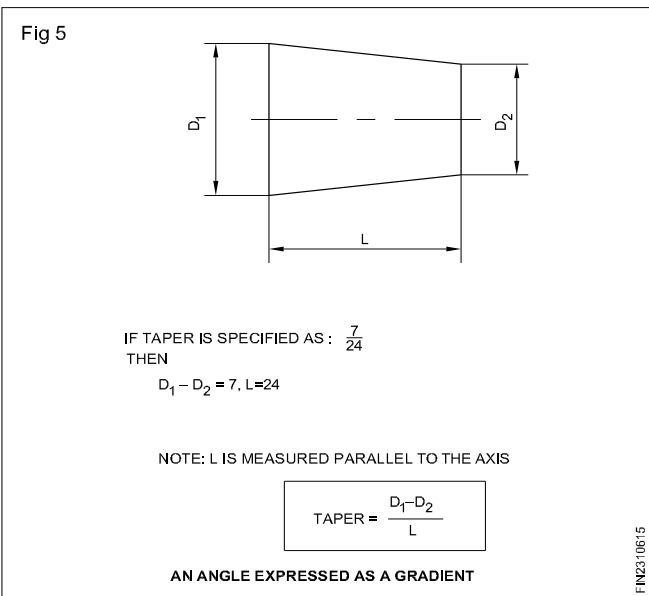 Fig 5
D1
D2
L
IF TAPER IS SPECIFIED AS : 7/24
THEN
D1 – D2 = 7, L=24
NOTE: L IS MEASURED PARALLEL TO THE AXIS
TAPER = D1–D2 / L
AN ANGLE EXPRESSED AS A GRADIENT
FIN2310615